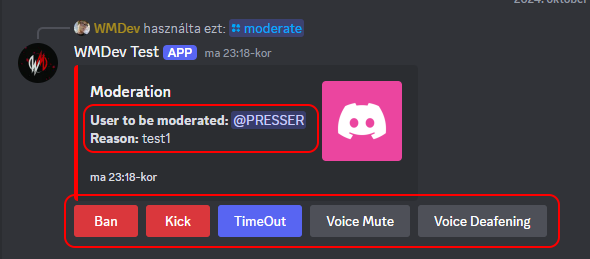 2024. október
WMDev használta ezt: moderate
WMDev Test APP ma 23:18-kor
Moderation
User to be moderated: @PRESSER
Reason: test1
ma 23:18-kor
Ban Kick TimeOut Voice Mute Voice Deafening